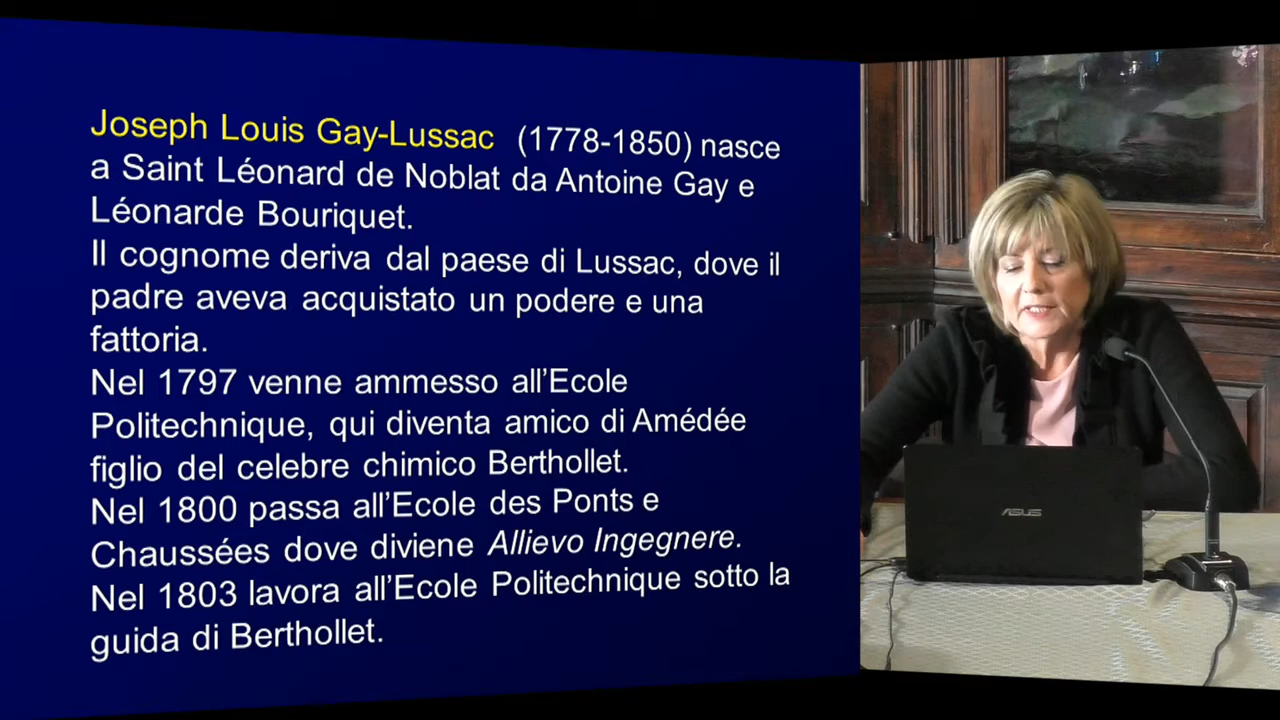 Joseph Louis Gay-Lussac (1778-1850) nasce
a Saint Léonard de Noblat da Antoine Gay e
Léonarde Bouriquet.
Il cognome deriva dal paese di Lussac, dove il
padre aveva acquistato un podere e una
fattoria.
Nel 1797 venne ammesso all'Ecole
Politechnique, qui diventa amico di Amédée
figlio del celebre chimico Berthollet.
Nel 1800 passa all'Ecole des Ponts e
Chaussées dove diviene Allievo Ingegnere.
Nel 1803 lavora all'Ecole Politechnique sotto la
guida di Berthollet.
ASUS